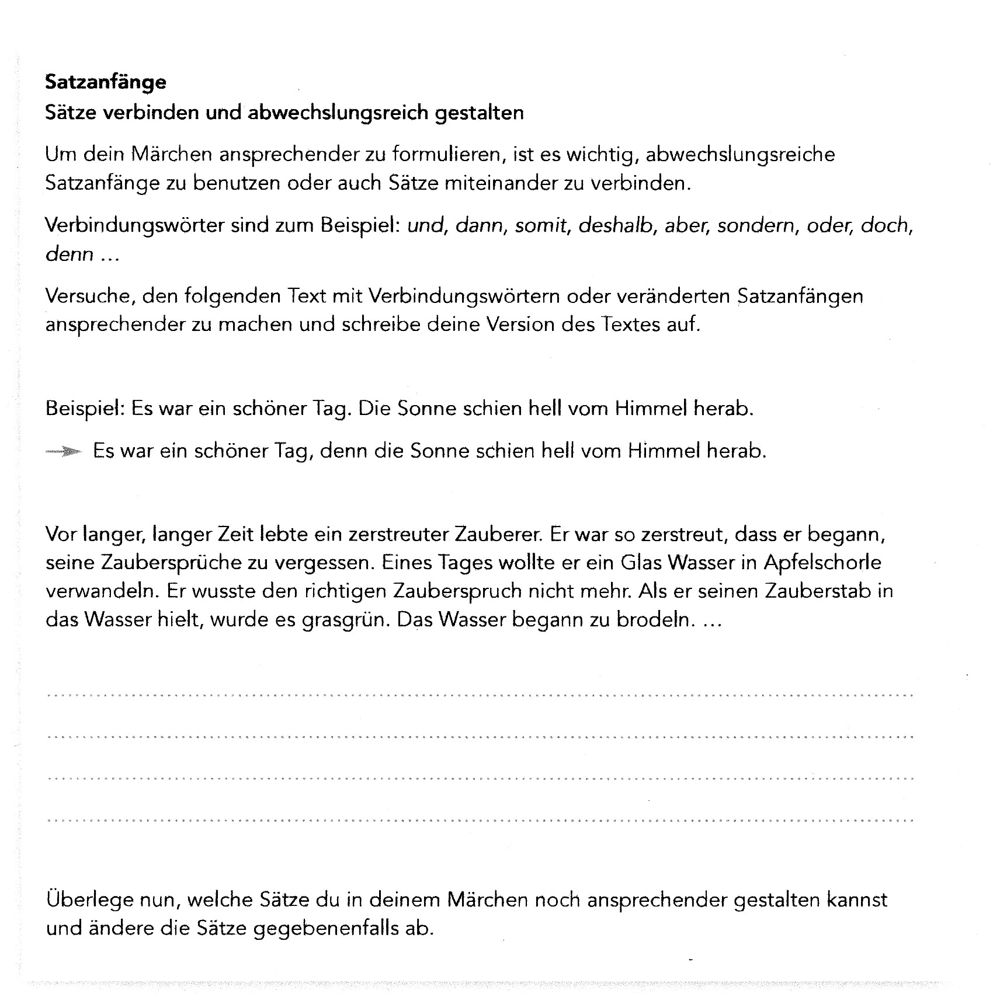 Satzanfänge
Sätze verbinden und abwechslungsreich gestalten
Um dein Märchen ansprechender zu formulieren, ist es wichtig, abwechslungsreiche
Satzanfänge zu benutzen oder auch Sätze miteinander zu verbinden.
Verbindungswörter sind zum Beispiel: und, dann, somit, deshalb, aber, sondern, oder, doch,
denn ...
Versuche, den folgenden Text mit Verbindungswörtern oder veränderten Satzanfängen
ansprechender zu machen und schreibe deine Version des Textes auf.
Beispiel: Es war ein schöner Tag. Die Sonne schien hell vom Himmel herab.
Es war ein schöner Tag, denn die Sonne schien hell vom Himmel herab.
Vor langer, langer Zeit lebte ein zerstreuter Zauberer. Er war so zerstreut, dass er begann,
seine Zaubersprüche zu vergessen. Eines Tages wollte er ein Glas Wasser in Apfelschorle
verwandeln. Er wusste den richtigen Zauberspruch nicht mehr. Als er seinen Zauberstab in
das Wasser hielt, wurde es grasgrün. Das Wasser begann zu brodeln. ...
Überlege nun, welche Sätze du in deinem Märchen noch ansprechender gestalten kannst
und ändere die Sätze gegebenenfalls ab.